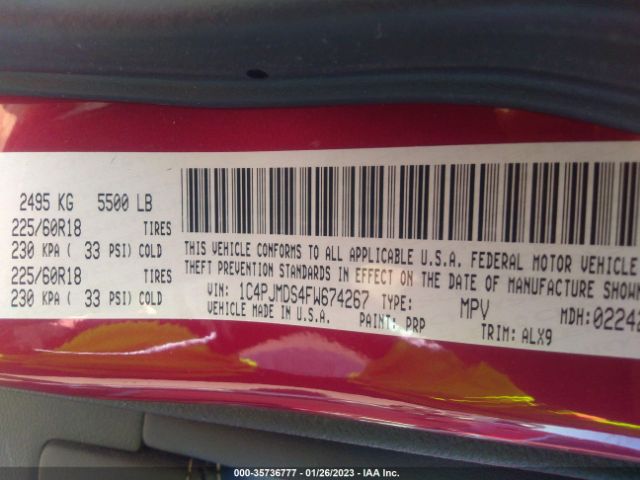 2495 KG 5500 LB
225/60R18 TIRES
230 KPA ( 33 PSI) COLD
225/60R18 TIRES
230 KPA ( 33 PSI) COLD
THIS VEHICLE CONFORMS TO ALL APPLICABLE U.S.A. FEDERAL MOTOR VEHICLE
THEFT PREVENTION STANDARDS IN EFFECT ON THE DATE OF MANUFACTURE SHOWN
VIN: 1C4PJMDS4FW674267 TYPE: MPV MDH:02242
VEHICLE MADE IN U.S.A. PAINT: PRP TRIM: ALX9
000-35736777 - 01/26/2023 - IAA Inc.